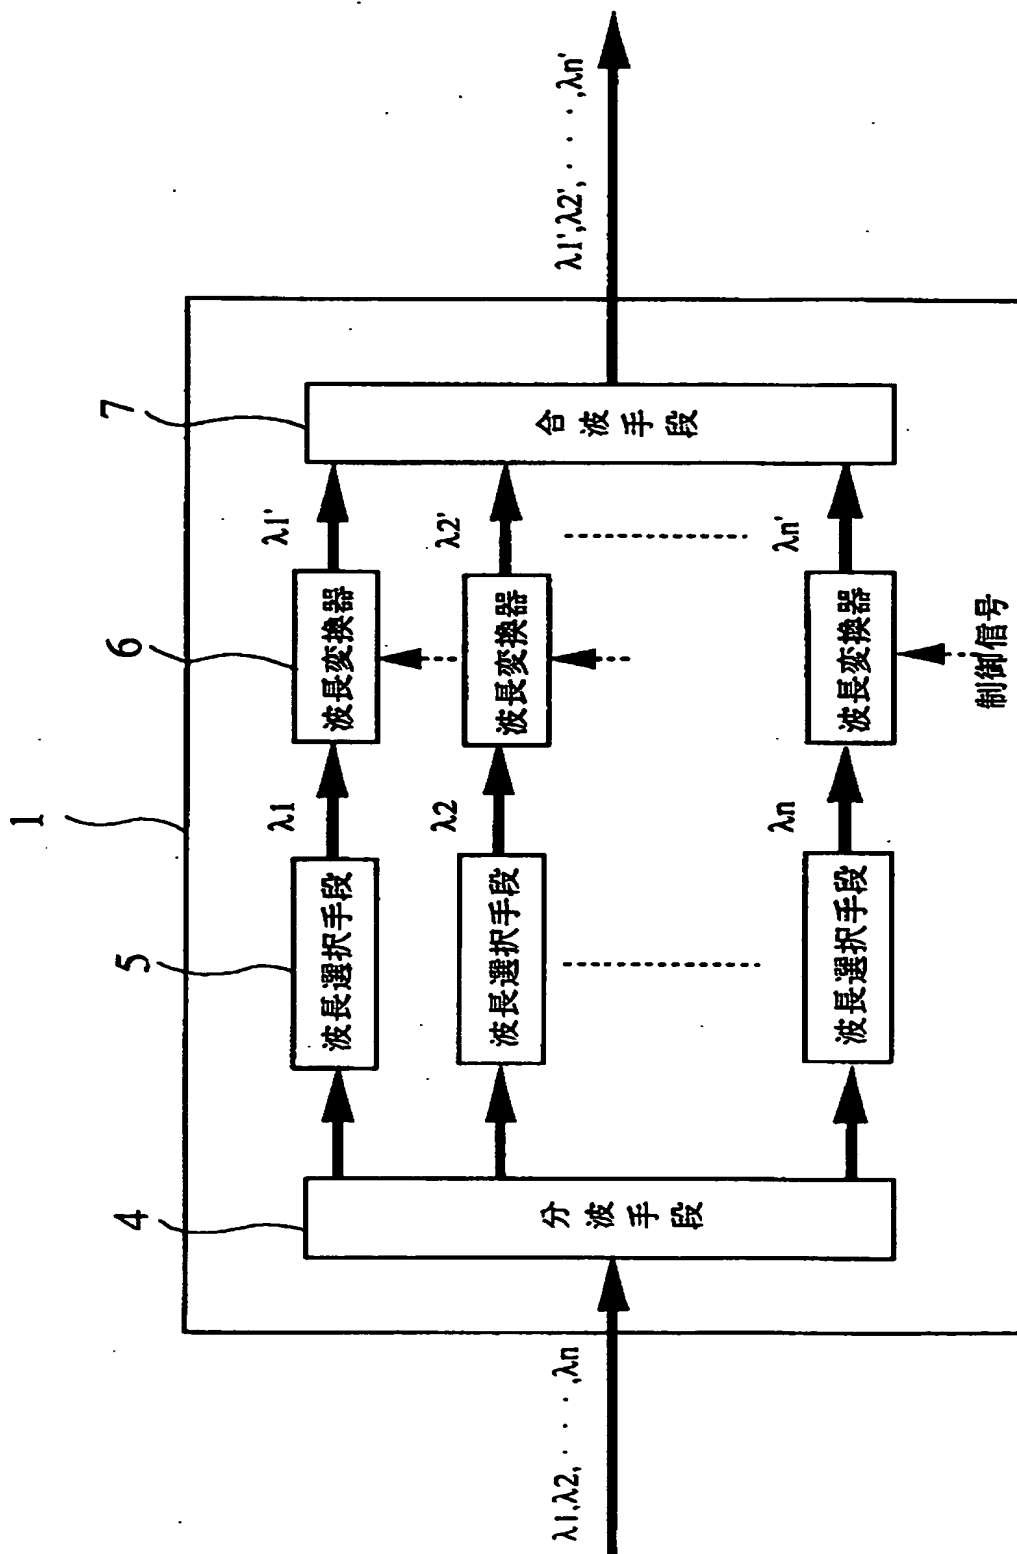 1
λ1,λ2,・・・,λn
4
分波手段
5
波長選択手段
λ1
6
波長変換器
λ1'
7
合波手段
λ1',λ2',・・・・,λn'
波長選択手段
λ2
波長変換器
λ2'
波長選択手段
λn
波長変換器
λn'
制御信号